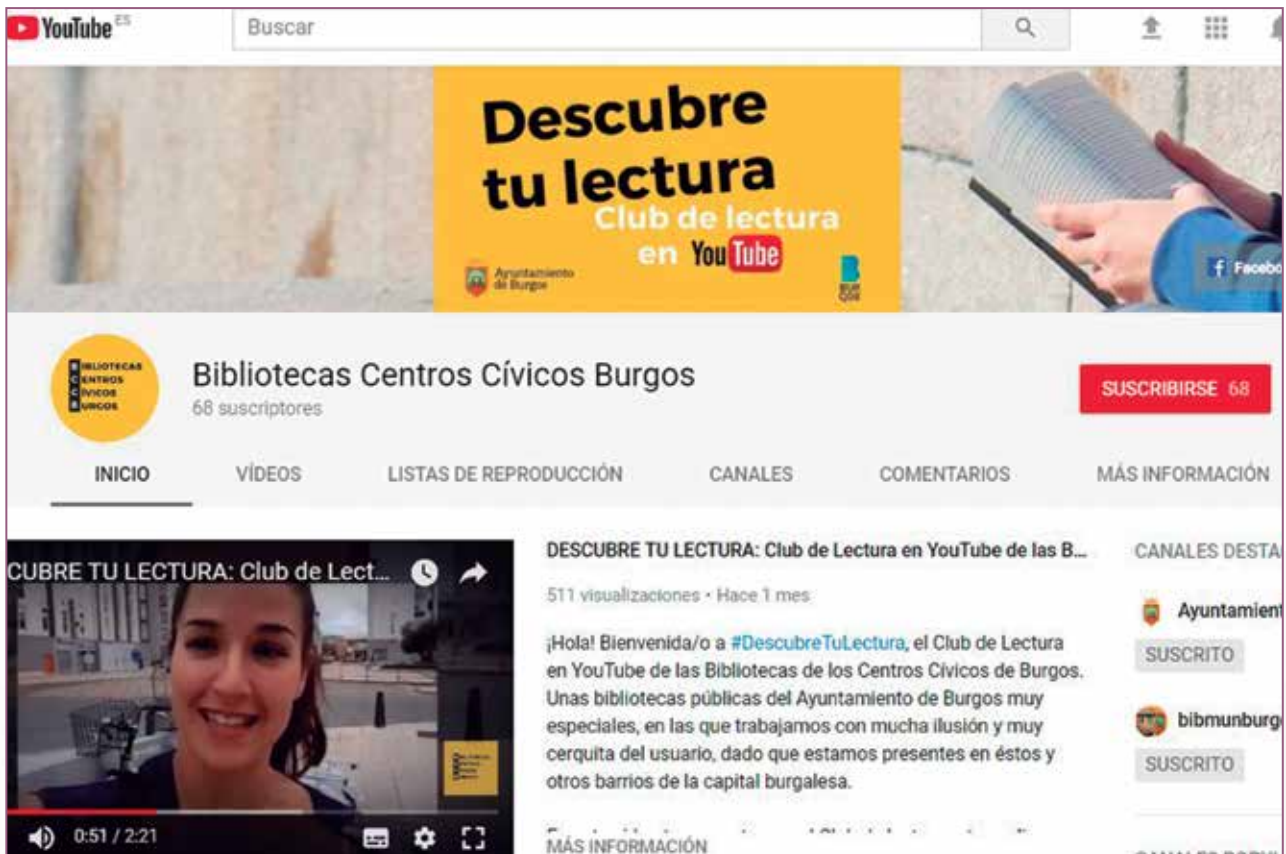 YouTube ES
Buscar
Descubre
tu lectura
Club de lectura
en YouTube
Ayuntamiento
de Burgos
B
BUR
GOS
Facebo
BIBLIOTECAS
CENTROS
CÍVICOS
BURGOS
Bibliotecas Centros Cívicos Burgos
68 suscriptores
SUSCRIBIRSE 68
INICIO VÍDEOS LISTAS DE REPRODUCCIÓN CANALES COMENTARIOS MÁS INFORMACIÓN
CUBRE TU LECTURA: Club de Lect...
0:51 / 2:21
DESCUBRE TU LECTURA: Club de Lectura en YouTube de las B...
511 visualizaciones • Hace 1 mes
¡Hola! Bienvenida/o a #DescubreTuLectura, el Club de Lectura
en YouTube de las Bibliotecas de los Centros Cívicos de Burgos.
Unas bibliotecas públicas del Ayuntamiento de Burgos muy
especiales, en las que trabajamos con mucha ilusión y muy
cerquita del usuario, dado que estamos presentes en éstos y
otros barrios de la capital burgalesa.
MÁS INFORMACIÓN
CANALES DESTA
Ayuntamient
SUSCRITO
bibmunburg
SUSCRITO